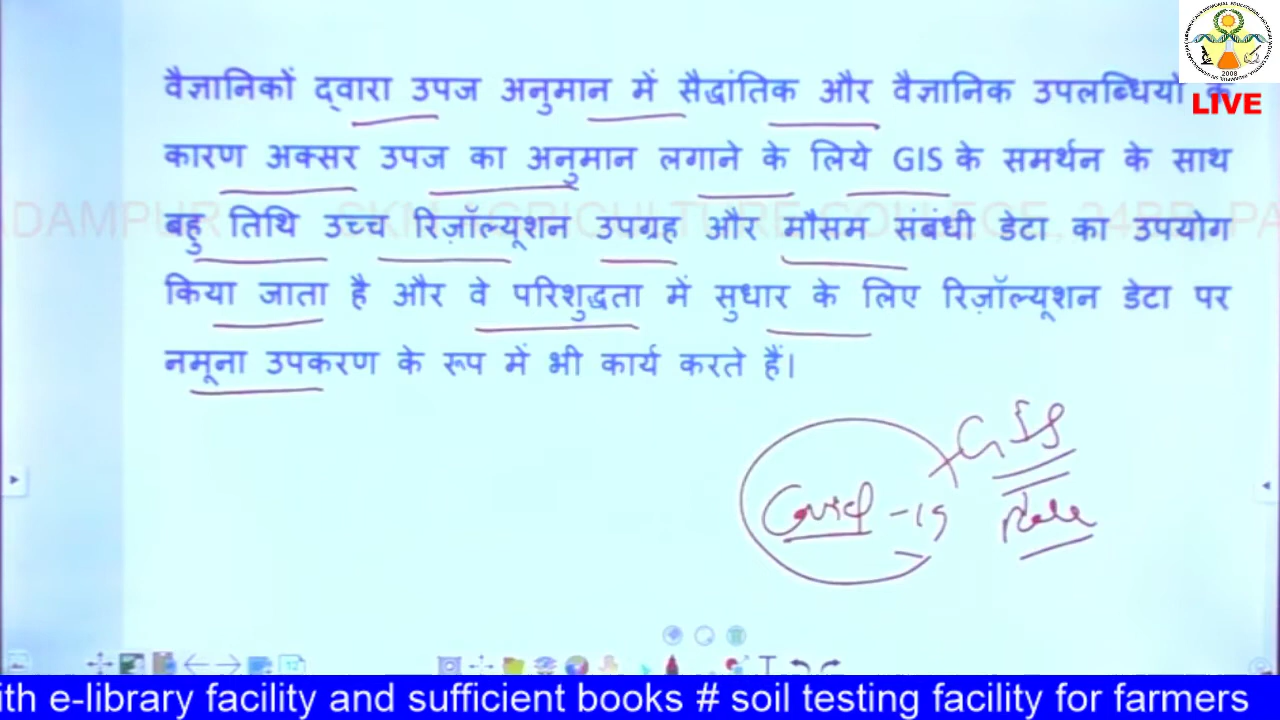 वैज्ञानिकों द्वारा उपज अनुमान में सैद्धांतिक और वैज्ञानिक उपलब्धियों के
LIVE
कारण अक्सर उपज का अनुमान लगाने के लिये GIS के समर्थन के साथ
बहु तिथि उच्च रिज़ॉल्यूशन उपग्रह और मौसम संबंधी डेटा का उपयोग
किया जाता है और वे परिशुद्धता में सुधार के लिए रिज़ॉल्यूशन डेटा पर
नमूना उपकरण के रूप में भी कार्य करते हैं।
GIS
Covid -19
ith e-library facility and sufficient books # soil testing facility for farmers